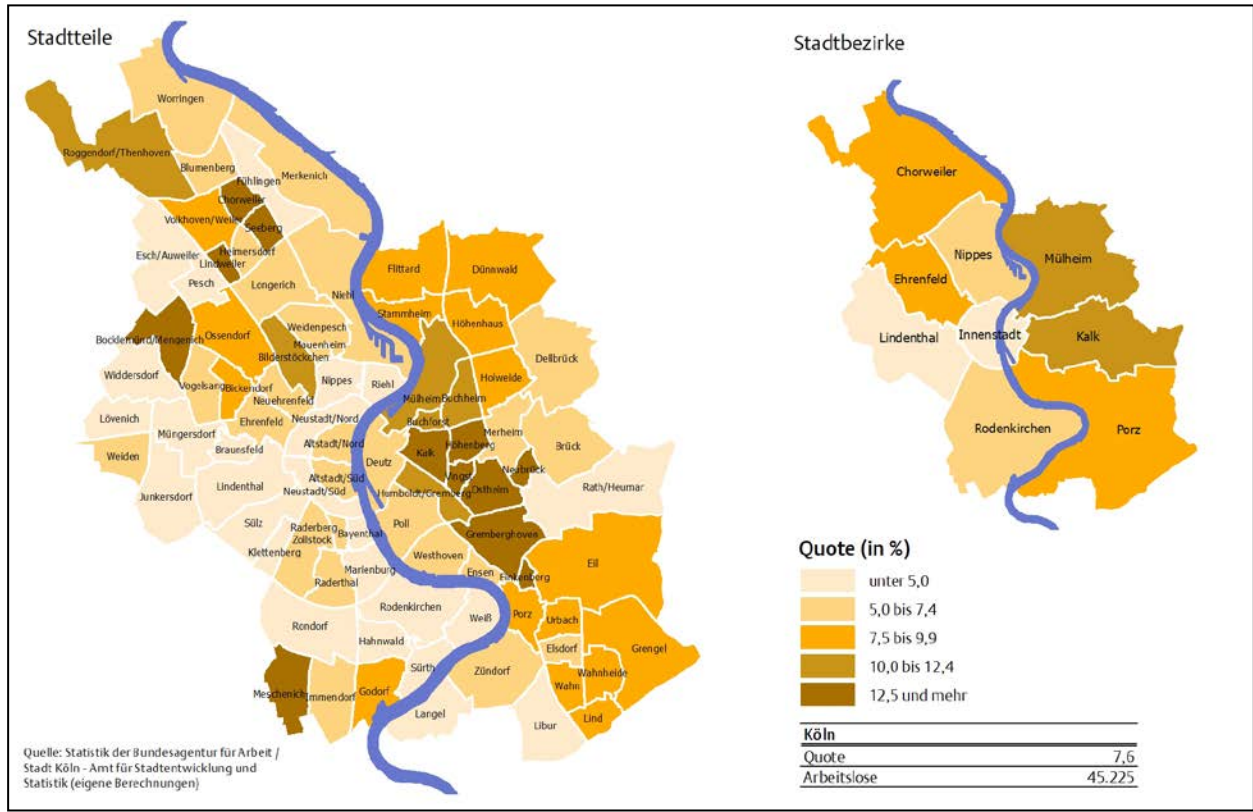 Stadtteile
Worringen
Roggendorf/Thenhoven
Blumenberg
Fühlingen
Merkenich
Chorweiler
Volkhoven/Weiler
Seeberg
Heimersdorf
Esch/Auweiler
Lindweiler
Pesch
Longerich
Niehl
Flittard
Dünnwald
Stammheim
Höhenhaus
Weidenpesch
Mauenheim
Ossendorf
Bocklemünd/Mengenich
Bilderstöckchen
Dellbrück
Holweide
Widdersdorf
Vogelsang
Bickendorf
Nippes
Riehl
Mülheim
Buchheim
Neuehrenfeld
Lövenich
Müngersdorf
Ehrenfeld
Neustadt/Nord
Buchforst
Merheim
Brück
Weiden
Braunsfeld
Altstadt/Nord
Kalk
Höhenberg
Deutz
Vingst
Neubrück
Junkersdorf
Lindenthal
Altstadt/Süd
Neustadt/Süd
Humboldt/Gremberg
Ostheim
Rath/Heumar
Sülz
Raderberg
Zollstock
Bayenthal
Poll
Gremberghoven
Klettenberg
Marienburg
Raderthal
Westhoven
Ensen
Finkenberg
Eil
Rodenkirchen
Weiß
Porz
Urbach
Rondorf
Hahnwald
Elsdorf
Grengel
Sürth
Zündorf
Wahn
Wahnheide
Meschenich
Immendorf
Godorf
Langel
Libur
Lind
Quelle: Statistik der Bundesagentur für Arbeit /
Stadt Köln - Amt für Stadtentwicklung und
Statistik (eigene Berechnungen)
Stadtbezirke
Chorweiler
Nippes
Mülheim
Ehrenfeld
Lindenthal
Innenstadt
Kalk
Rodenkirchen
Porz
Quote (in %)
unter 5,0
5,0 bis 7,4
7,5 bis 9,9
10,0 bis 12,4
12,5 und mehr
Köln
Quote 7,6
Arbeitslose 45.225